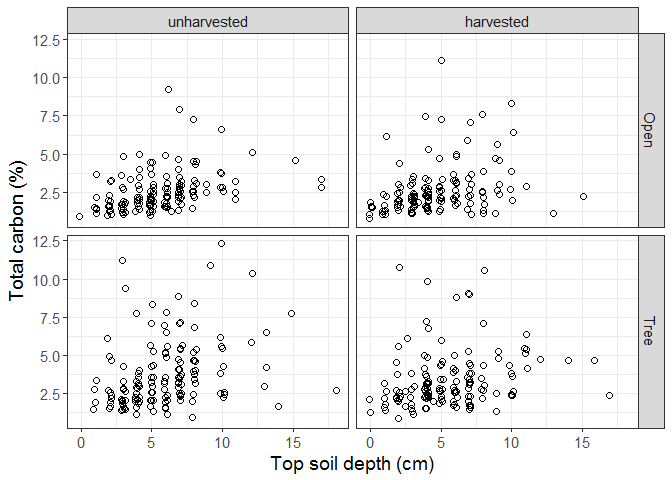 unharvested harvested
12.5
10.0
7.5
5.0
2.5
Open
12.5
10.0
7.5
5.0
2.5
Tree
Total carbon (%)
0 5 10 15 0 5 10 15
Top soil depth (cm)